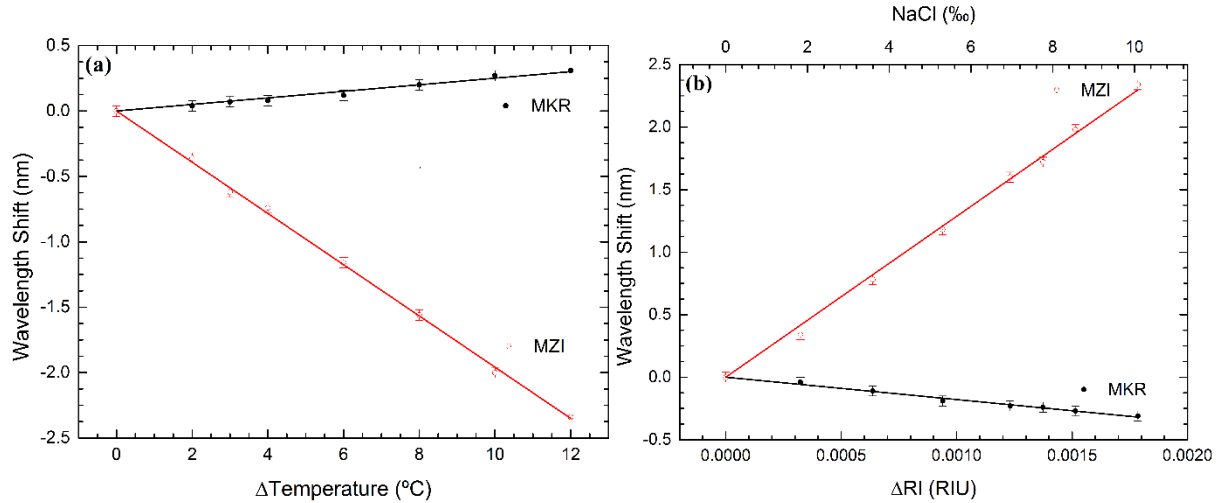 (a)
0.5
0.0
-0.5
-1.0
-1.5
-2.0
-2.5
Wavelength Shift (nm)
MKR
MZI
0 2 4 6 8 10 12
ΔTemperature (ºC)
NaCl (‰)
0 2 4 6 8 10
(b)
2.5
2.0
1.5
1.0
0.5
0.0
-0.5
Wavelength Shift (nm)
MZI
MKR
0.0000 0.0005 0.0010 0.0015 0.0020
ΔRI (RIU)